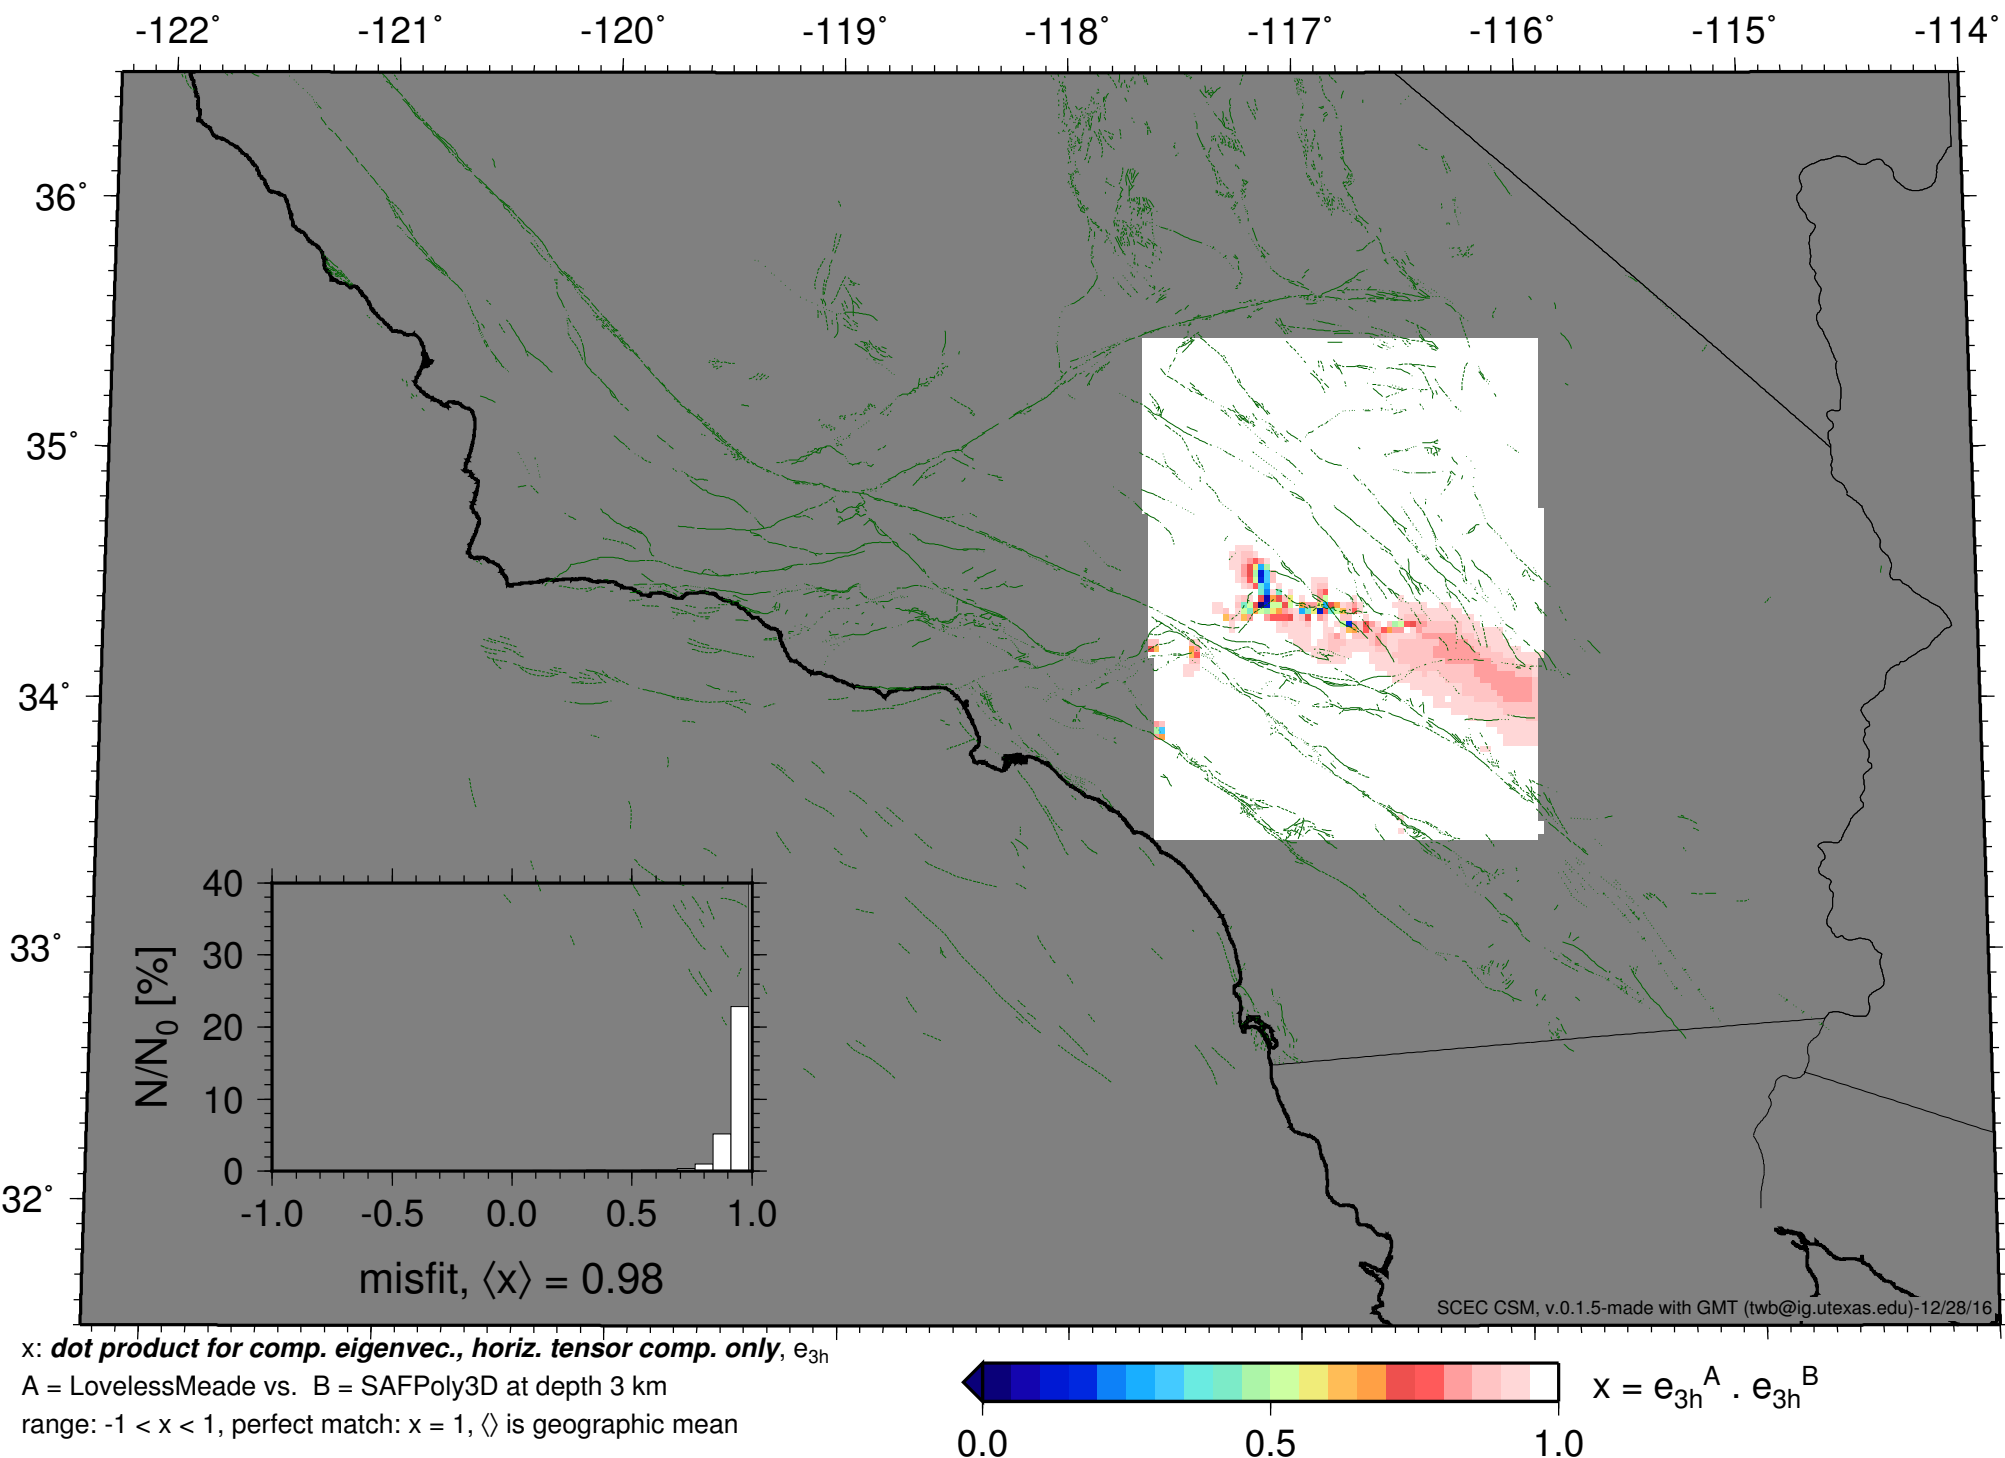 -122° -121° -120° -119° -118° -117° -116° -115° -114°
36°
35°
34°
33°
32°
40
30
20
10
0
N/N0 [%]
-1.0 -0.5 0.0 0.5 1.0
misfit, ⟨x⟩ = 0.98
SCEC CSM, v.0.1.5-made with GMT (twb@ig.utexas.edu)-12/28/16
x: dot product for comp. eigenvec., horiz. tensor comp. only, e3h
A = LovelessMeade vs. B = SAFPoly3D at depth 3 km
range: -1 < x < 1, perfect match: x = 1, ⟨⟩ is geographic mean
x = e3hA . e3hB
0.0 0.5 1.0